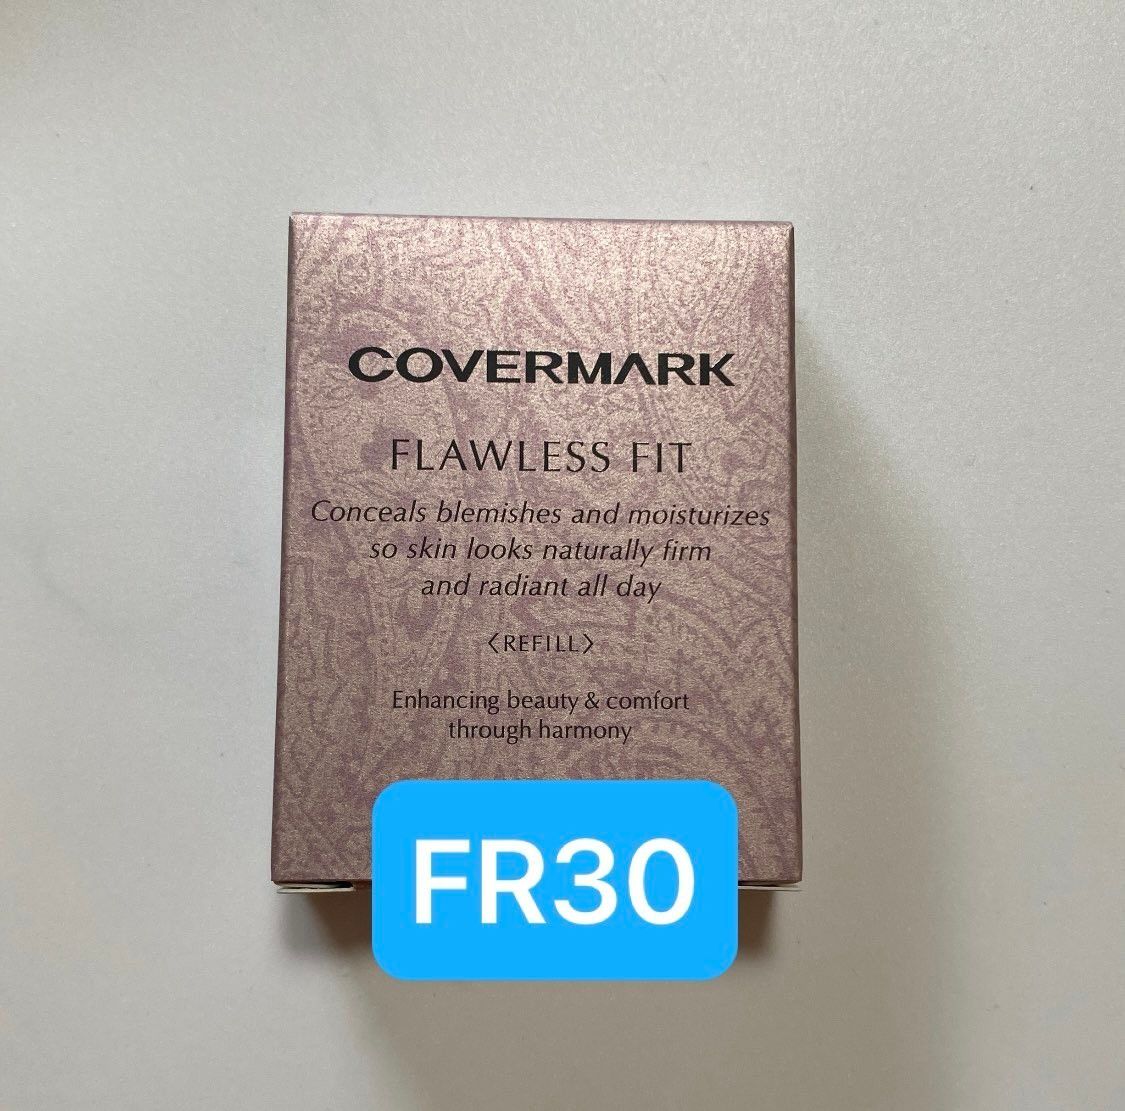 COVERMARK
FLAWLESS FIT
Conceals blemishes and moisturizes
so skin looks naturally firm
and radiant all day
〈REFILL〉
Enhancing beauty & comfort
through harmony
FR30